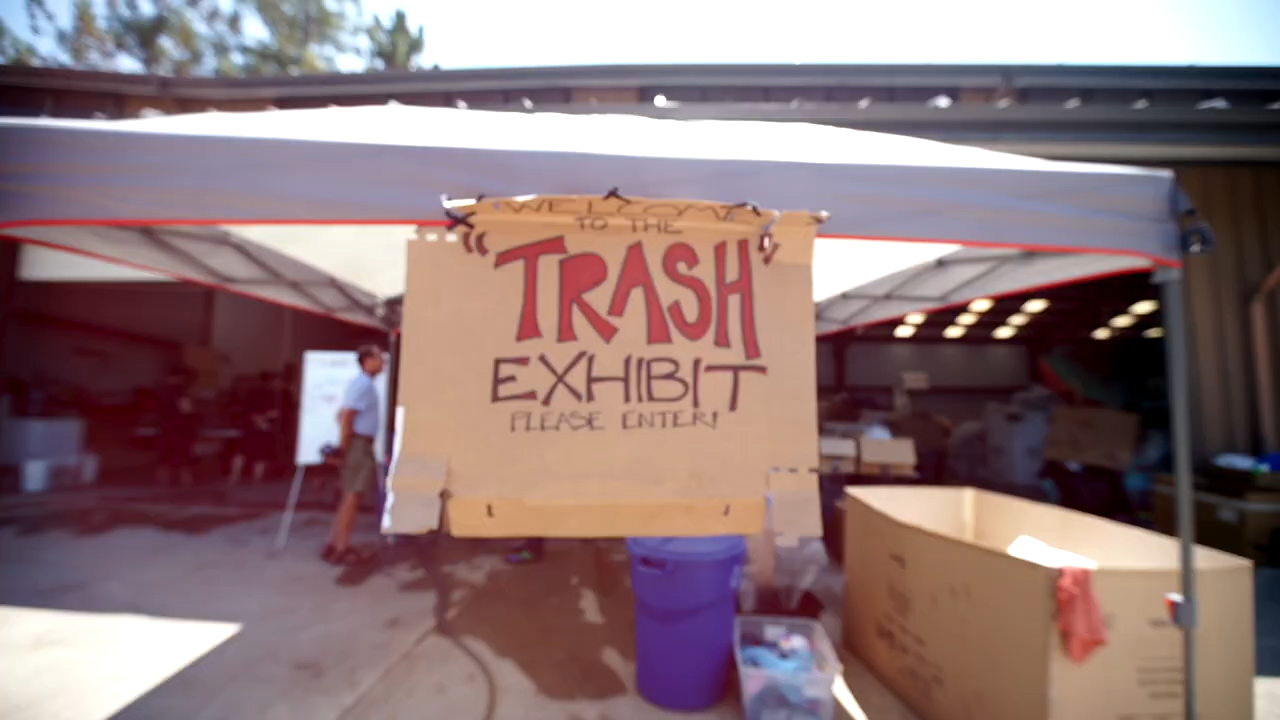 WELCOME
TO THE
"TRASH"
EXHIBIT
PLEASE ENTER!